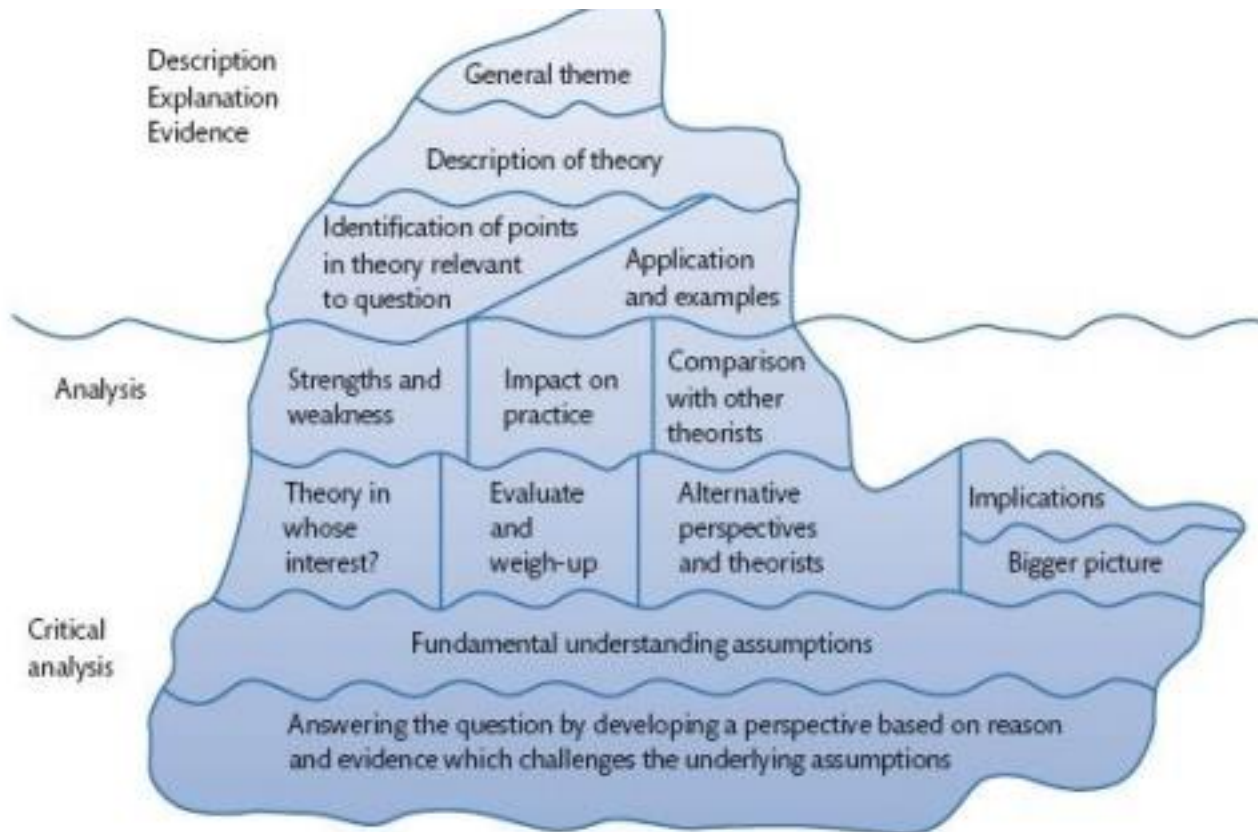 Description
Explanation
Evidence
General theme
Description of theory
Identification of points
in theory relevant
to question
Application
and examples
Analysis
Strengths and
weakness
Impact on
practice
Comparison
with other
theorists
Theory in
whose
interest?
Evaluate
and
weigh-up
Alternative
perspectives
and theorists
Implications
Bigger picture
Critical
analysis
Fundamental understanding assumptions
Answering the question by developing a perspective based on reason
and evidence which challenges the underlying assumptions